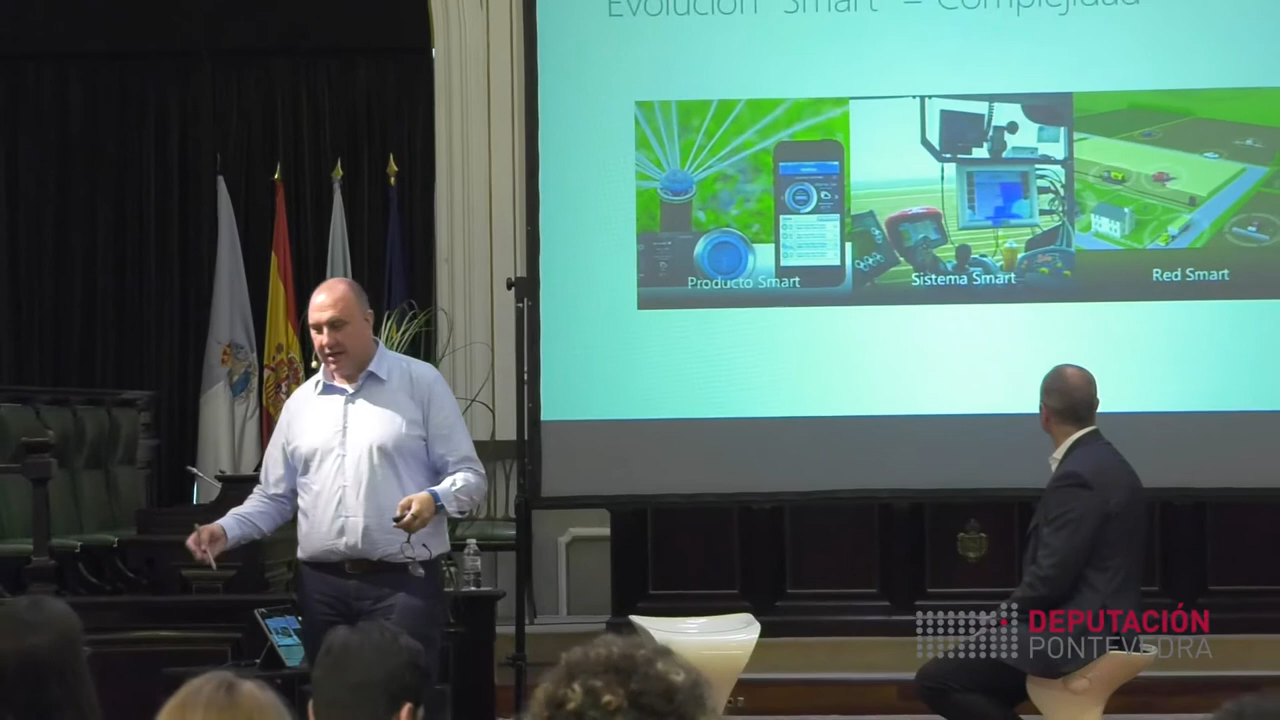 Evolución "Smart" = Complejidad
Producto Smart
Sistema Smart
Red Smart
DEPUTACIÓN
PONTEVEDRA